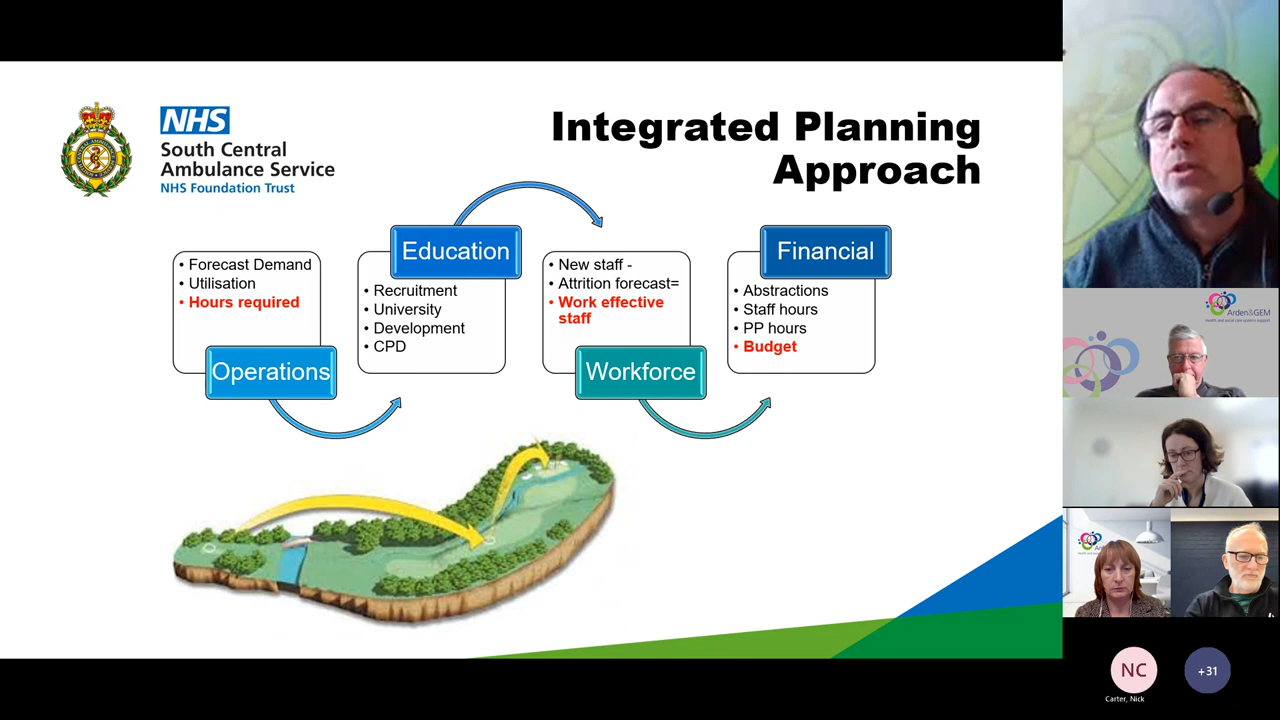 NHS
South Central
Ambulance Service
NHS Foundation Trust
Integrated Planning
Approach
• Forecast Demand
• Utilisation
• Hours required
Operations
Education
• Recruitment
• University
• Development
• CPD
• New staff -
• Attrition forecast=
• Work effective
staff
Workforce
Financial
• Abstractions
• Staff hours
• PP hours
• Budget
Arden&GEM
NC
Carter, Nick
+31